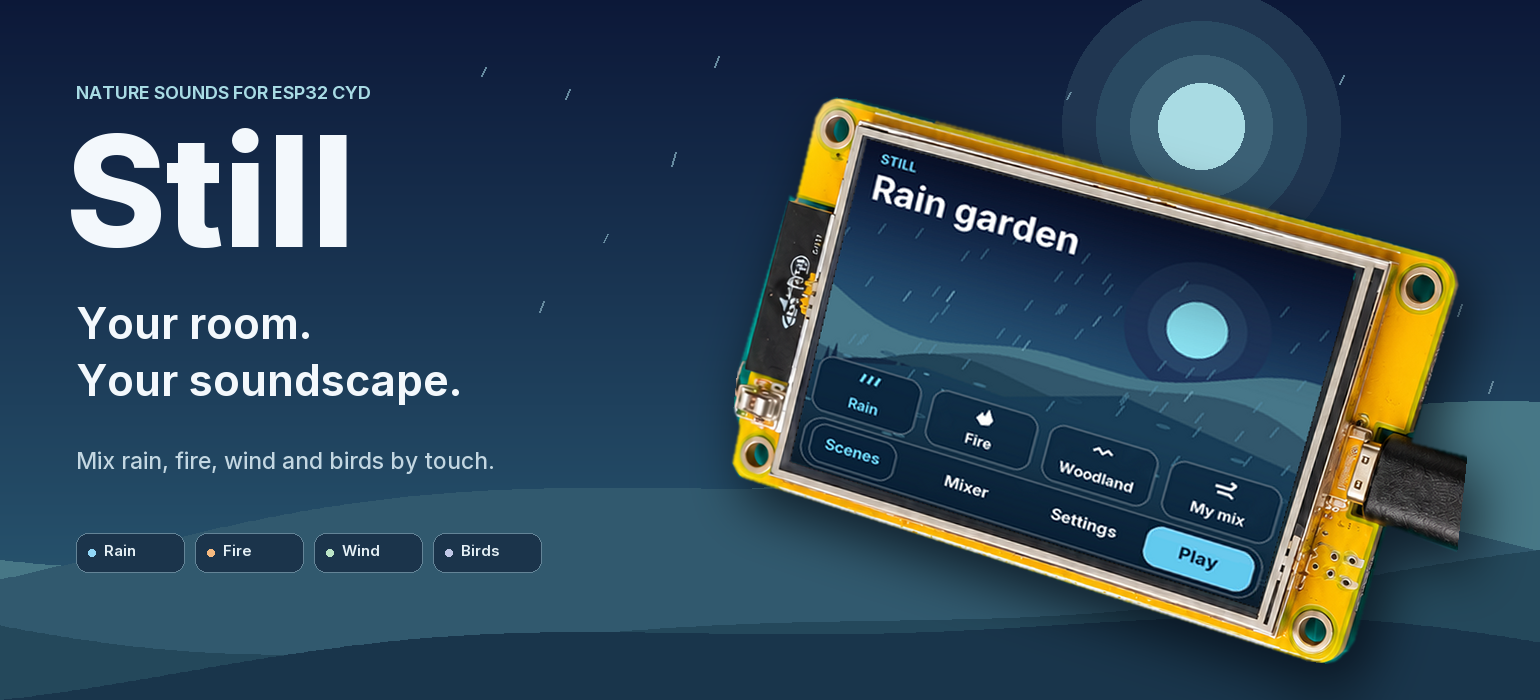 NATURE SOUNDS FOR ESP32 CYD
Still
Your room.
Your soundscape.
Mix rain, fire, wind and birds by touch.
Rain
Fire
Wind
Birds
STILL
Rain garden
Rain
Fire
Woodland
My mix
Scenes
Mixer
Settings
Play